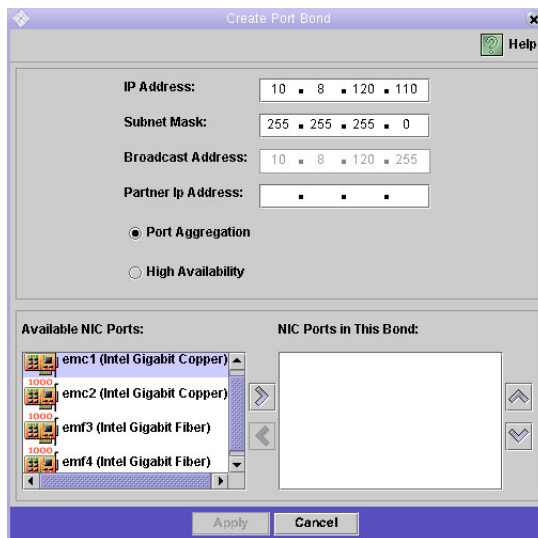 Create Port Bond
Help
IP Address: 10 . 8 . 120 . 110
Subnet Mask: 255 . 255 . 255 . 0
Broadcast Address: 10 . 8 . 120 . 255
Partner Ip Address: . . .
Port Aggregation
High Availability
Available NIC Ports:
NIC Ports in This Bond:
emc1 (Intel Gigabit Copper)
1000
emc2 (Intel Gigabit Copper)
1000
emf3 (Intel Gigabit Fiber)
1000
emf4 (Intel Gigabit Fiber)
Apply
Cancel